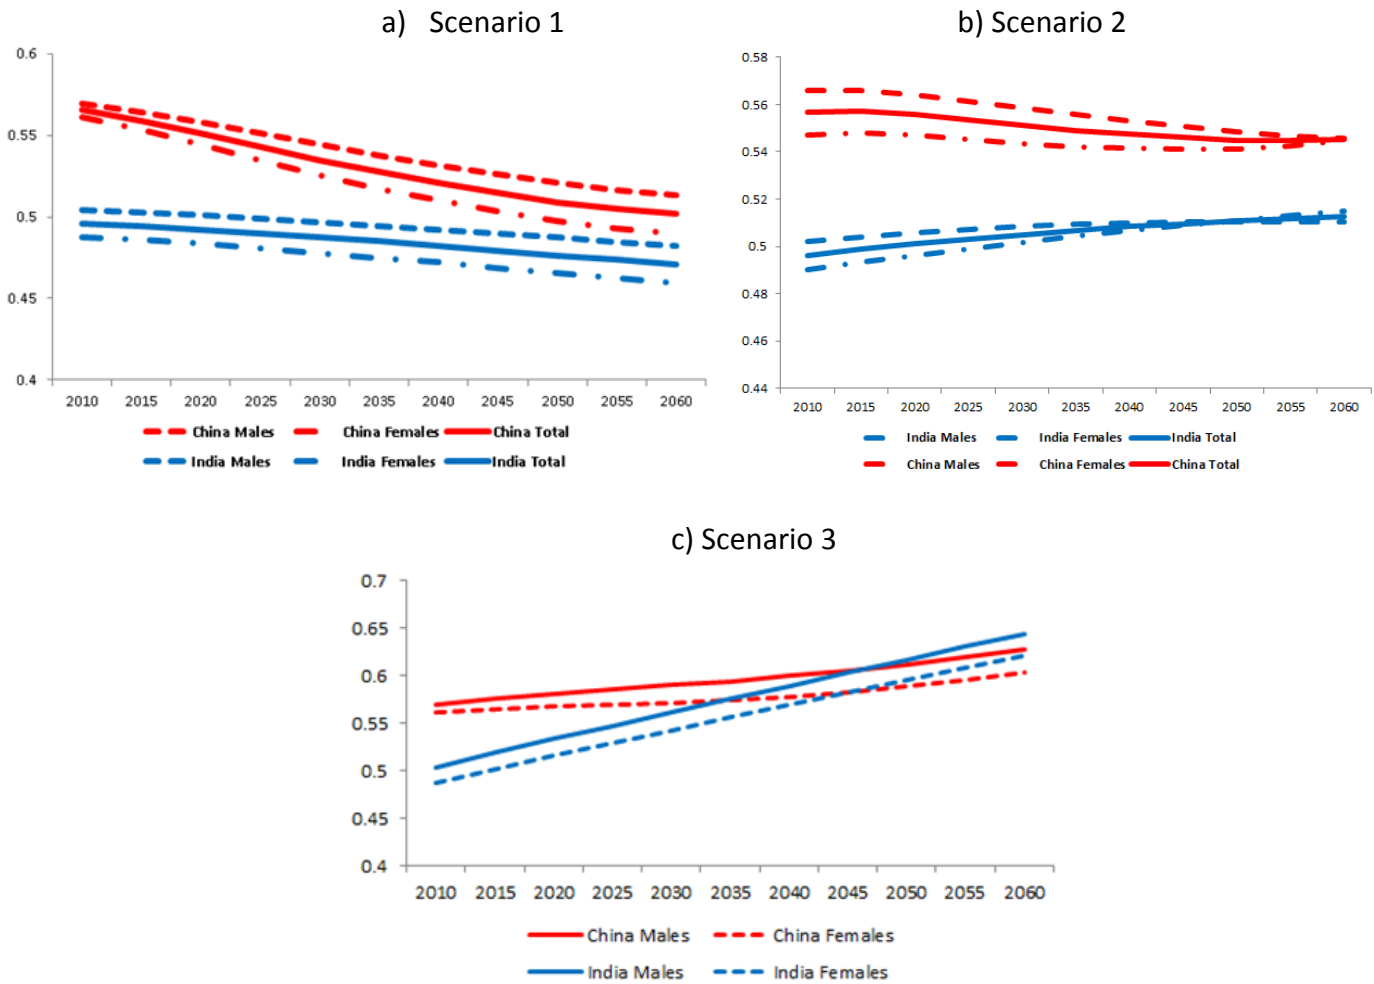 a) Scenario 1
0.6
0.55
0.5
0.45
0.4
2010 2015 2020 2025 2030 2035 2040 2045 2050 2055 2060
China Males China Females China Total
India Males India Females India Total
b) Scenario 2
0.58
0.56
0.54
0.52
0.5
0.48
0.46
0.44
2010 2015 2020 2025 2030 2035 2040 2045 2050 2055 2060
India Males India Females India Total
China Males China Females China Total
c) Scenario 3
0.7
0.65
0.6
0.55
0.5
0.45
0.4
2010 2015 2020 2025 2030 2035 2040 2045 2050 2055 2060
China Males China Females
India Males India Females